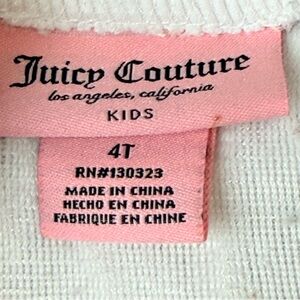 Juicy Couture
los angeles, california
KIDS
4T
RN#130323
MADE IN CHINA
HECHO EN CHINA
FABRIQUE EN CHINE